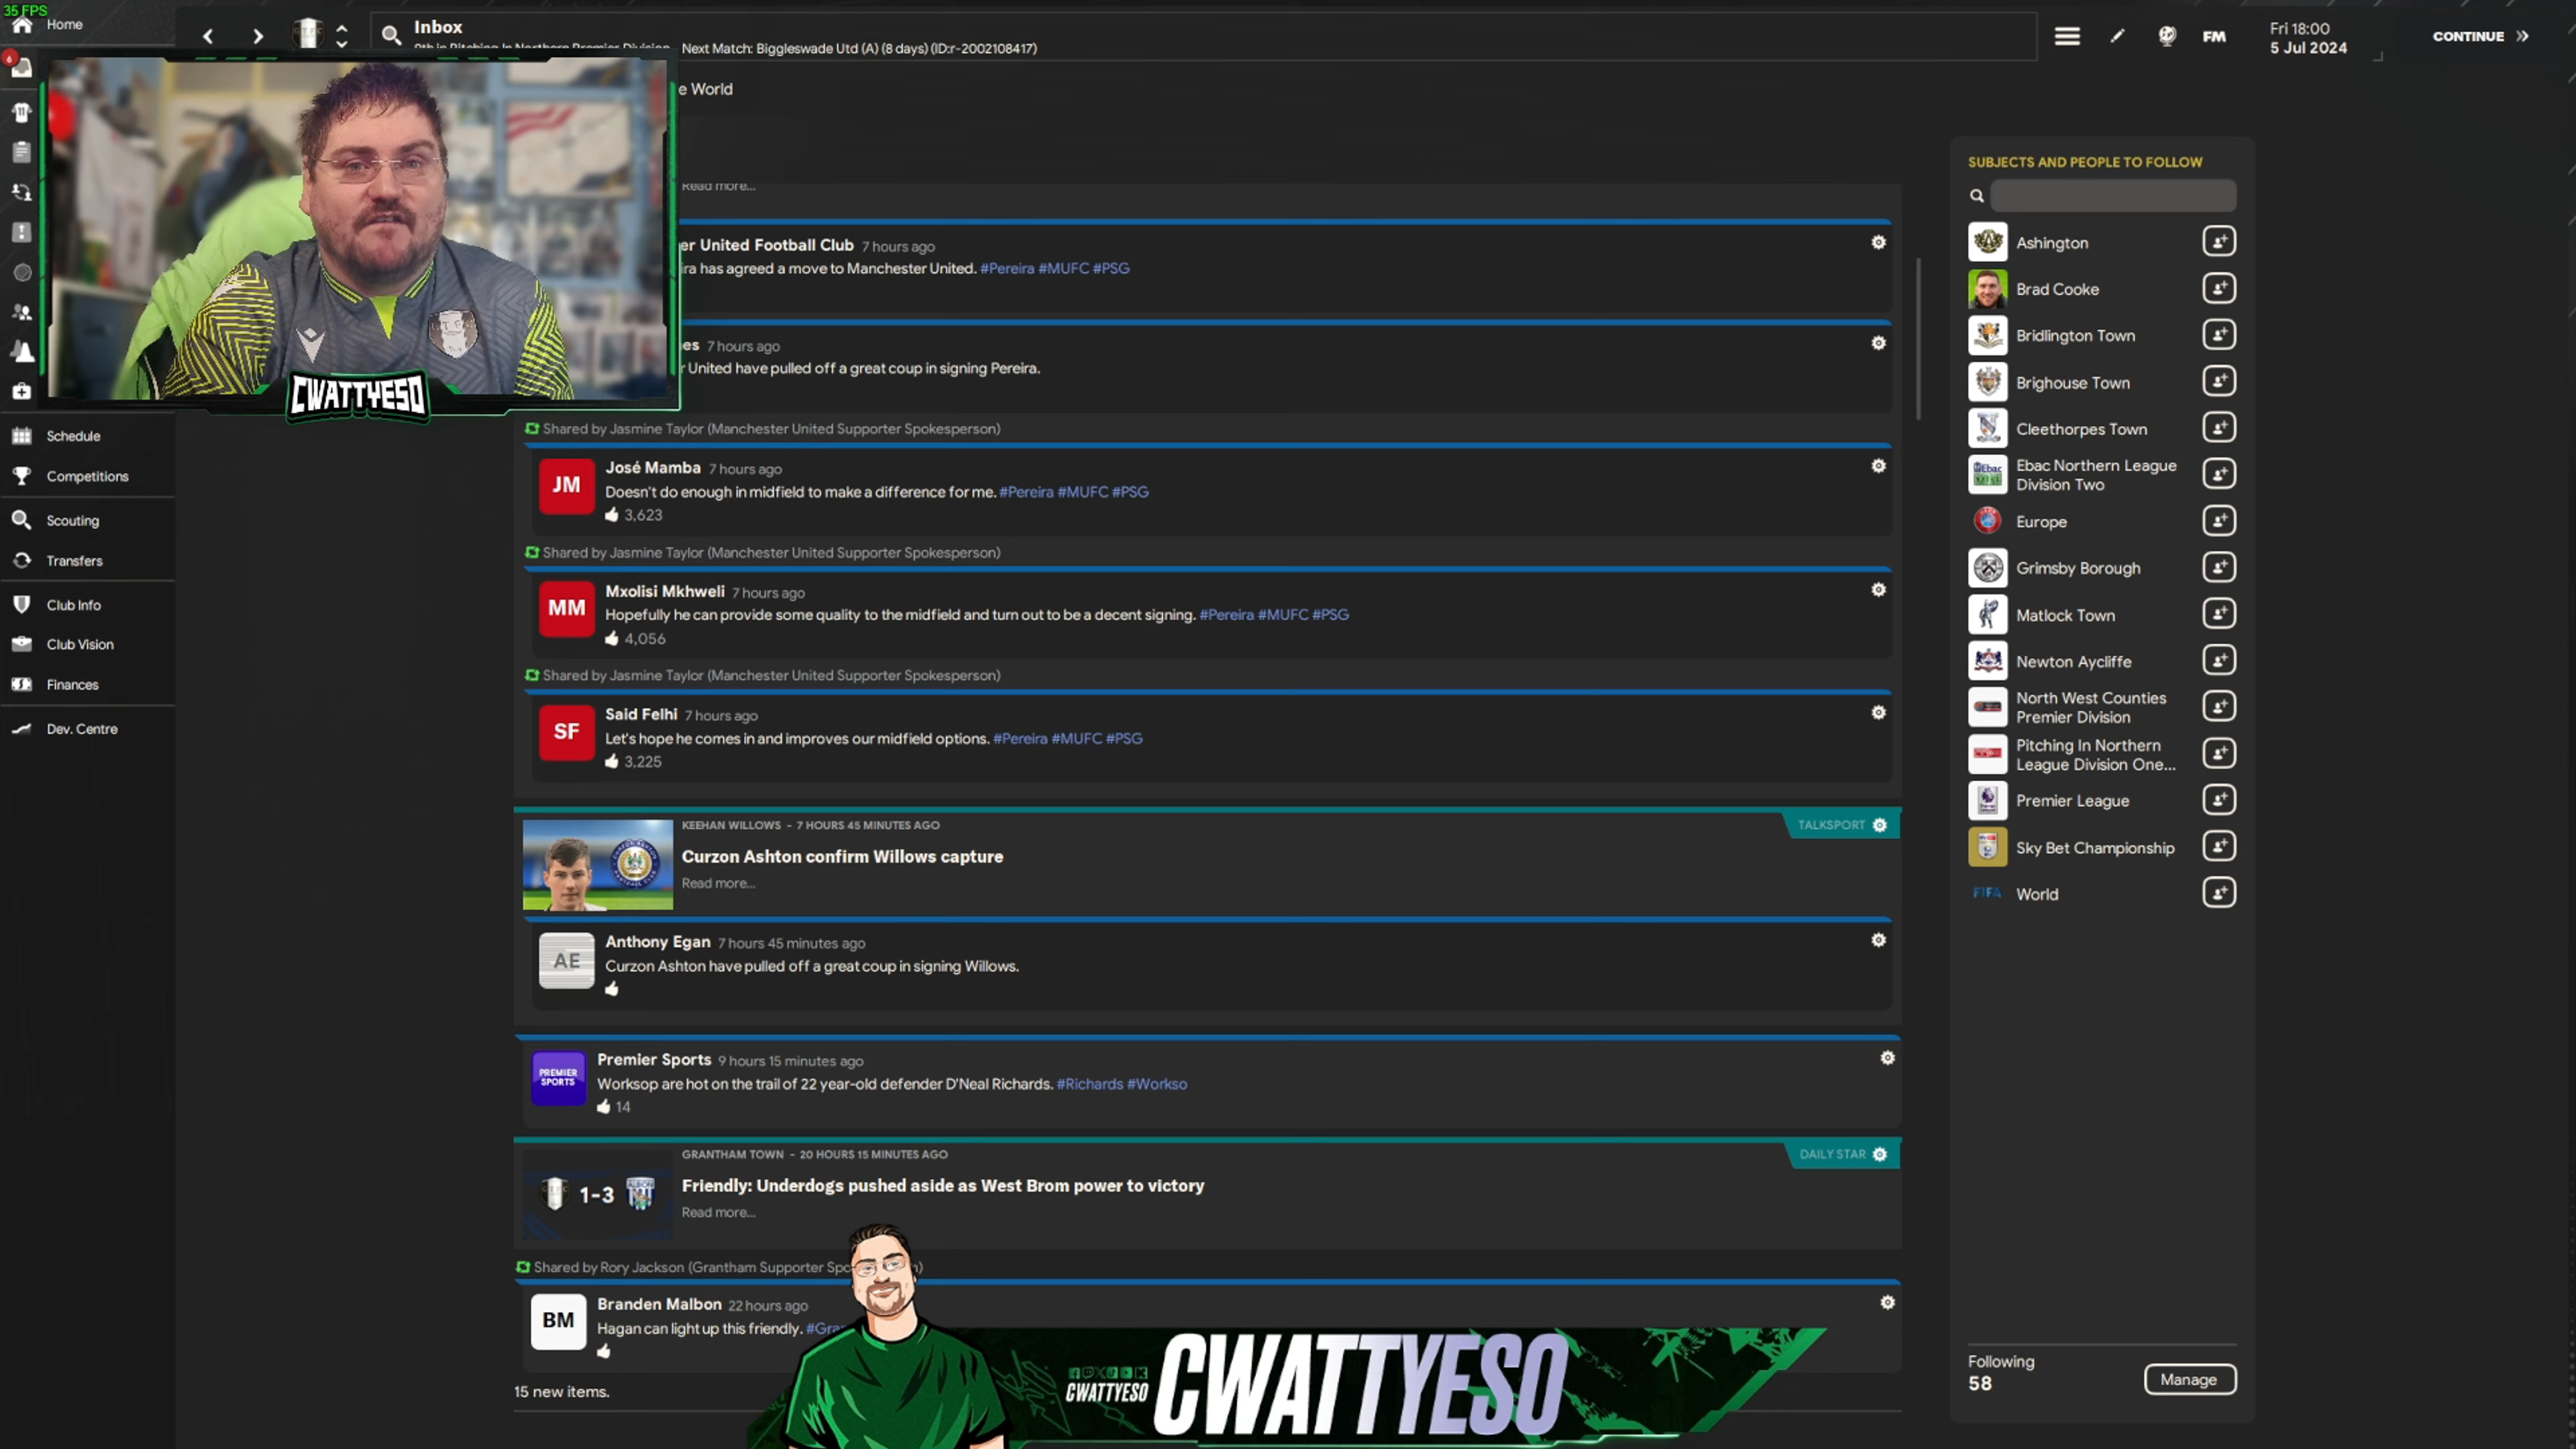 35 FPS
Home
Inbox
9th in Pitching In Northern Premier Division
Next Match: Biggleswade Utd (A) (8 days) (ID:r-2002108417)
FM
Fri 18:00
5 Jul 2024
CONTINUE
6
e World
Read more...
er United Football Club 7 hours ago
ira has agreed a move to Manchester United. #Pereira #MUFC #PSG
es 7 hours ago
r United have pulled off a great coup in signing Pereira.
CWATTYESO
Schedule
Competitions
Scouting
Transfers
Club Info
Club Vision
Finances
Dev. Centre
Shared by Jasmine Taylor (Manchester United Supporter Spokesperson)
JM
José Mamba 7 hours ago
Doesn't do enough in midfield to make a difference for me. #Pereira #MUFC #PSG
3,623
Shared by Jasmine Taylor (Manchester United Supporter Spokesperson)
MM
Mxolisi Mkhweli 7 hours ago
Hopefully he can provide some quality to the midfield and turn out to be a decent signing. #Pereira #MUFC #PSG
4,056
Shared by Jasmine Taylor (Manchester United Supporter Spokesperson)
SF
Said Felhi 7 hours ago
Let's hope he comes in and improves our midfield options. #Pereira #MUFC #PSG
3,225
KEEHAN WILLOWS - 7 HOURS 45 MINUTES AGO
TALKSPORT
Curzon Ashton confirm Willows capture
Read more...
AE
Anthony Egan 7 hours 45 minutes ago
Curzon Ashton have pulled off a great coup in signing Willows.
PREMIER
SPORTS
Premier Sports 9 hours 15 minutes ago
Worksop are hot on the trail of 22 year-old defender D'Neal Richards. #Richards #Workso
14
GRANTHAM TOWN - 20 HOURS 15 MINUTES AGO
DAILY STAR
1-3
Friendly: Underdogs pushed aside as West Brom power to victory
Read more...
Shared by Rory Jackson (Grantham Supporter Spo
BM
Branden Malbon 22 hours ago
Hagan can light up this friendly. #Gra
15 new items.
CWATTYESO
CWATTYESO
SUBJECTS AND PEOPLE TO FOLLOW
Ashington
Brad Cooke
Bridlington Town
Brighouse Town
Cleethorpes Town
Ebac
Ebac Northern League
Division Two
Europe
Grimsby Borough
Matlock Town
Newton Aycliffe
North West Counties
Premier Division
Pitching In Northern
League Division One...
Premier League
Sky Bet Championship
FIFA
World
Following
58
Manage